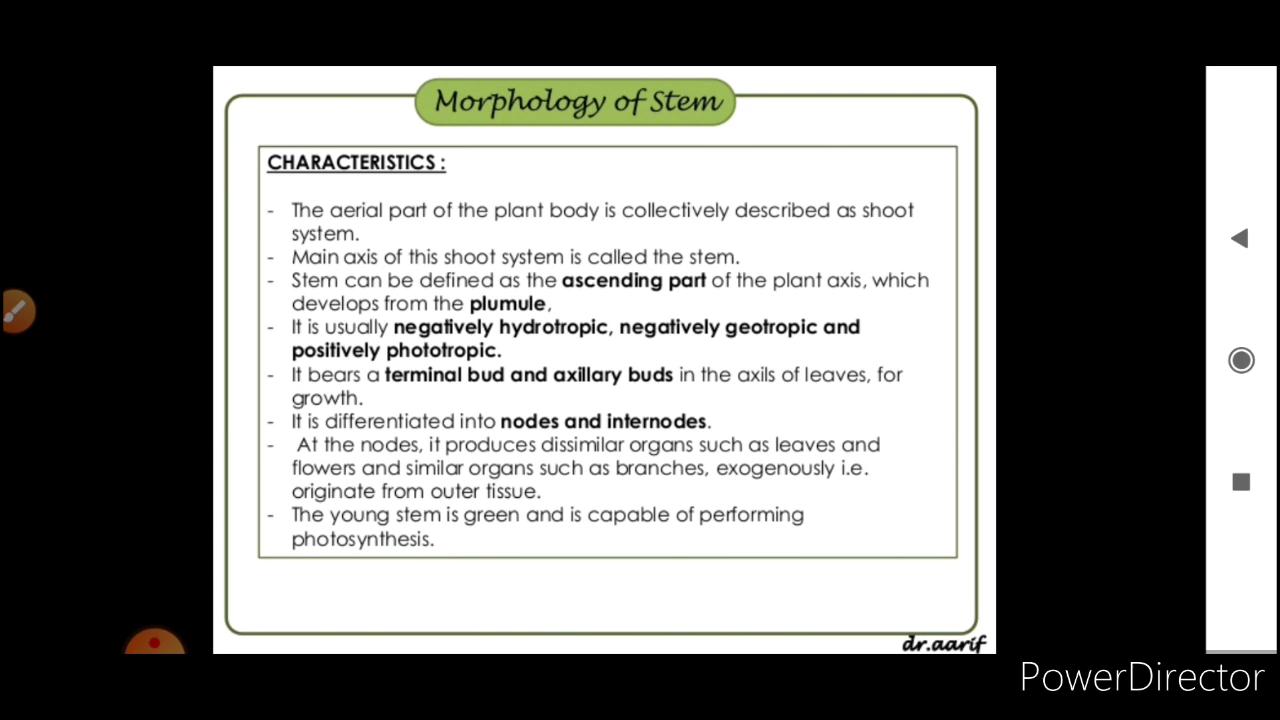 Morphology of Stem
CHARACTERISTICS :
- The aerial part of the plant body is collectively described as shoot
system.
- Main axis of this shoot system is called the stem.
- Stem can be defined as the ascending part of the plant axis, which
develops from the plumule,
- It is usually negatively hydrotropic, negatively geotropic and
positively phototropic.
- It bears a terminal bud and axillary buds in the axils of leaves, for
growth.
- It is differentiated into nodes and internodes.
- At the nodes, it produces dissimilar organs such as leaves and
flowers and similar organs such as branches, exogenously i.e.
originate from outer tissue.
- The young stem is green and is capable of performing
photosynthesis.
dr.aarif
PowerDirector